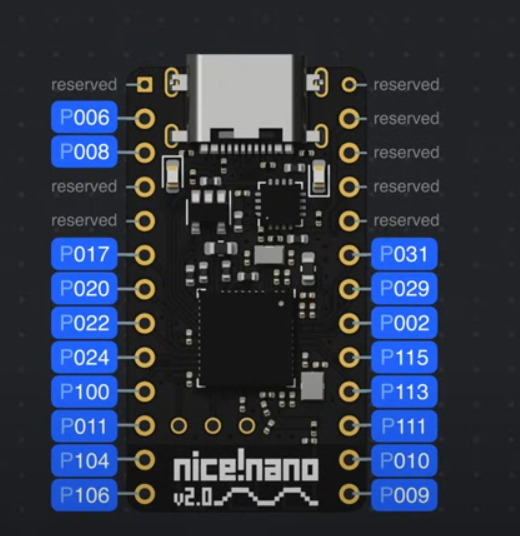 reserved reserved
P006 reserved
P008 reserved
reserved reserved
reserved reserved
P017 P031
P020 P029
P022 P002
P024 P115
P100 P113
P011 P111
P104 P010
P106 P009
nice!nano
v2.0